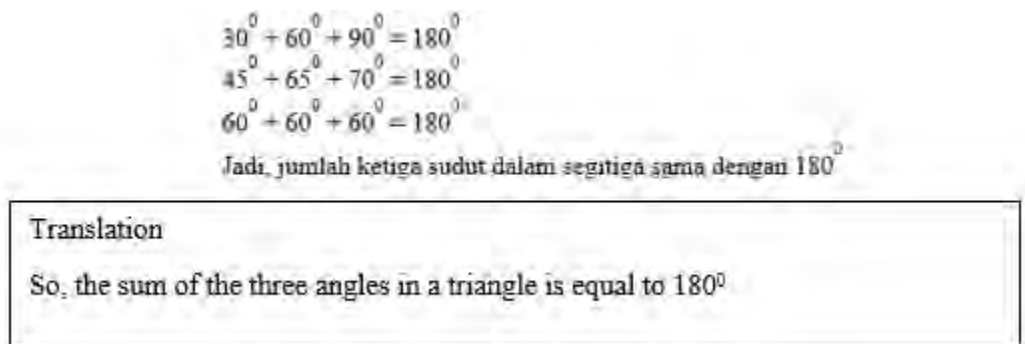 30⁰ + 60⁰ + 90⁰ = 180⁰
45⁰ + 65⁰ + 70⁰ = 180⁰
60⁰ + 60⁰ + 60⁰ = 180⁰
Jadi, jumlah ketiga sudut dalam segitiga sama dengan 180⁰
Translation
So, the sum of the three angles in a triangle is equal to 180⁰